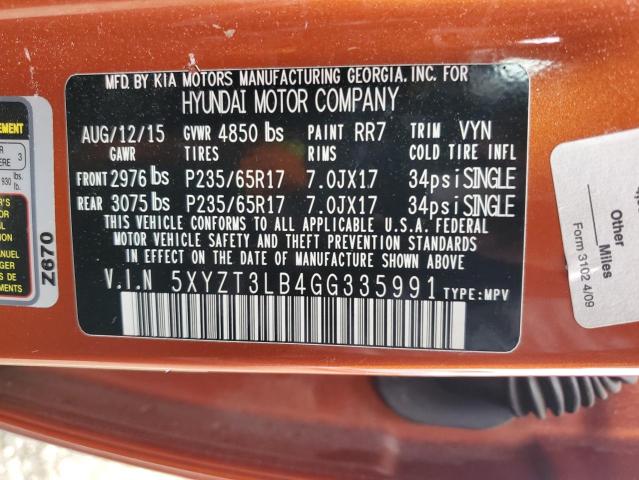 MFD. BY KIA MOTORS MANUFACTURING GEORGIA, INC. FOR
HYUNDAI MOTOR COMPANY
AUG/12/15 GVWR 4850 lbs PAINT RR7 TRIM VYN
GAWR TIRES RIMS COLD TIRE INFL
FRONT 2976 lbs P235/65R17 7.0JX17 34psi SINGLE
REAR 3075 lbs P235/65R17 7.0JX17 34psi SINGLE
THIS VEHICLE CONFORMS TO ALL APPLICABLE U.S.A. FEDERAL
MOTOR VEHICLE SAFETY AND THEFT PREVENTION STANDARDS
IN EFFECT ON THE DATE OF MANUFACTURE SHOWN ABOVE
V.I.N 5XYZT3LB4GG335991 TYPE: MPV
EMENT
3
930 lbs.
Z670
Other
Miles
Form 3102 4/09